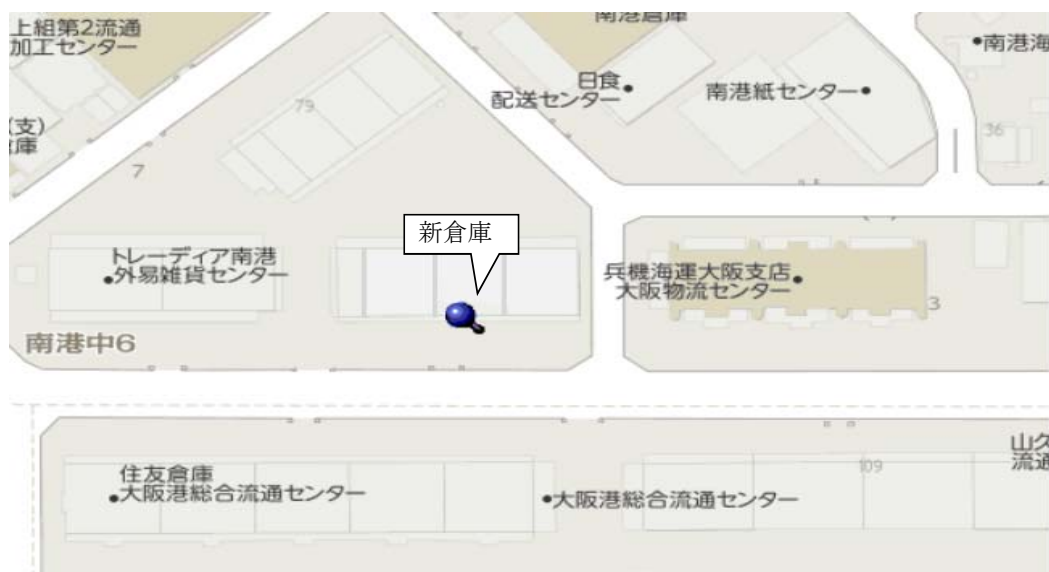 上組第2流通
加工センター
南港倉庫
南港海
日食
配送センター
南港紙センター
79
36
(支)
庫
7
新倉庫
トレーディア南港
外易雑貨センター
兵機海運大阪支店
大阪物流センター
3
南港中6
山久
流通
住友倉庫
大阪港総合流通センター
大阪港総合流通センター
109